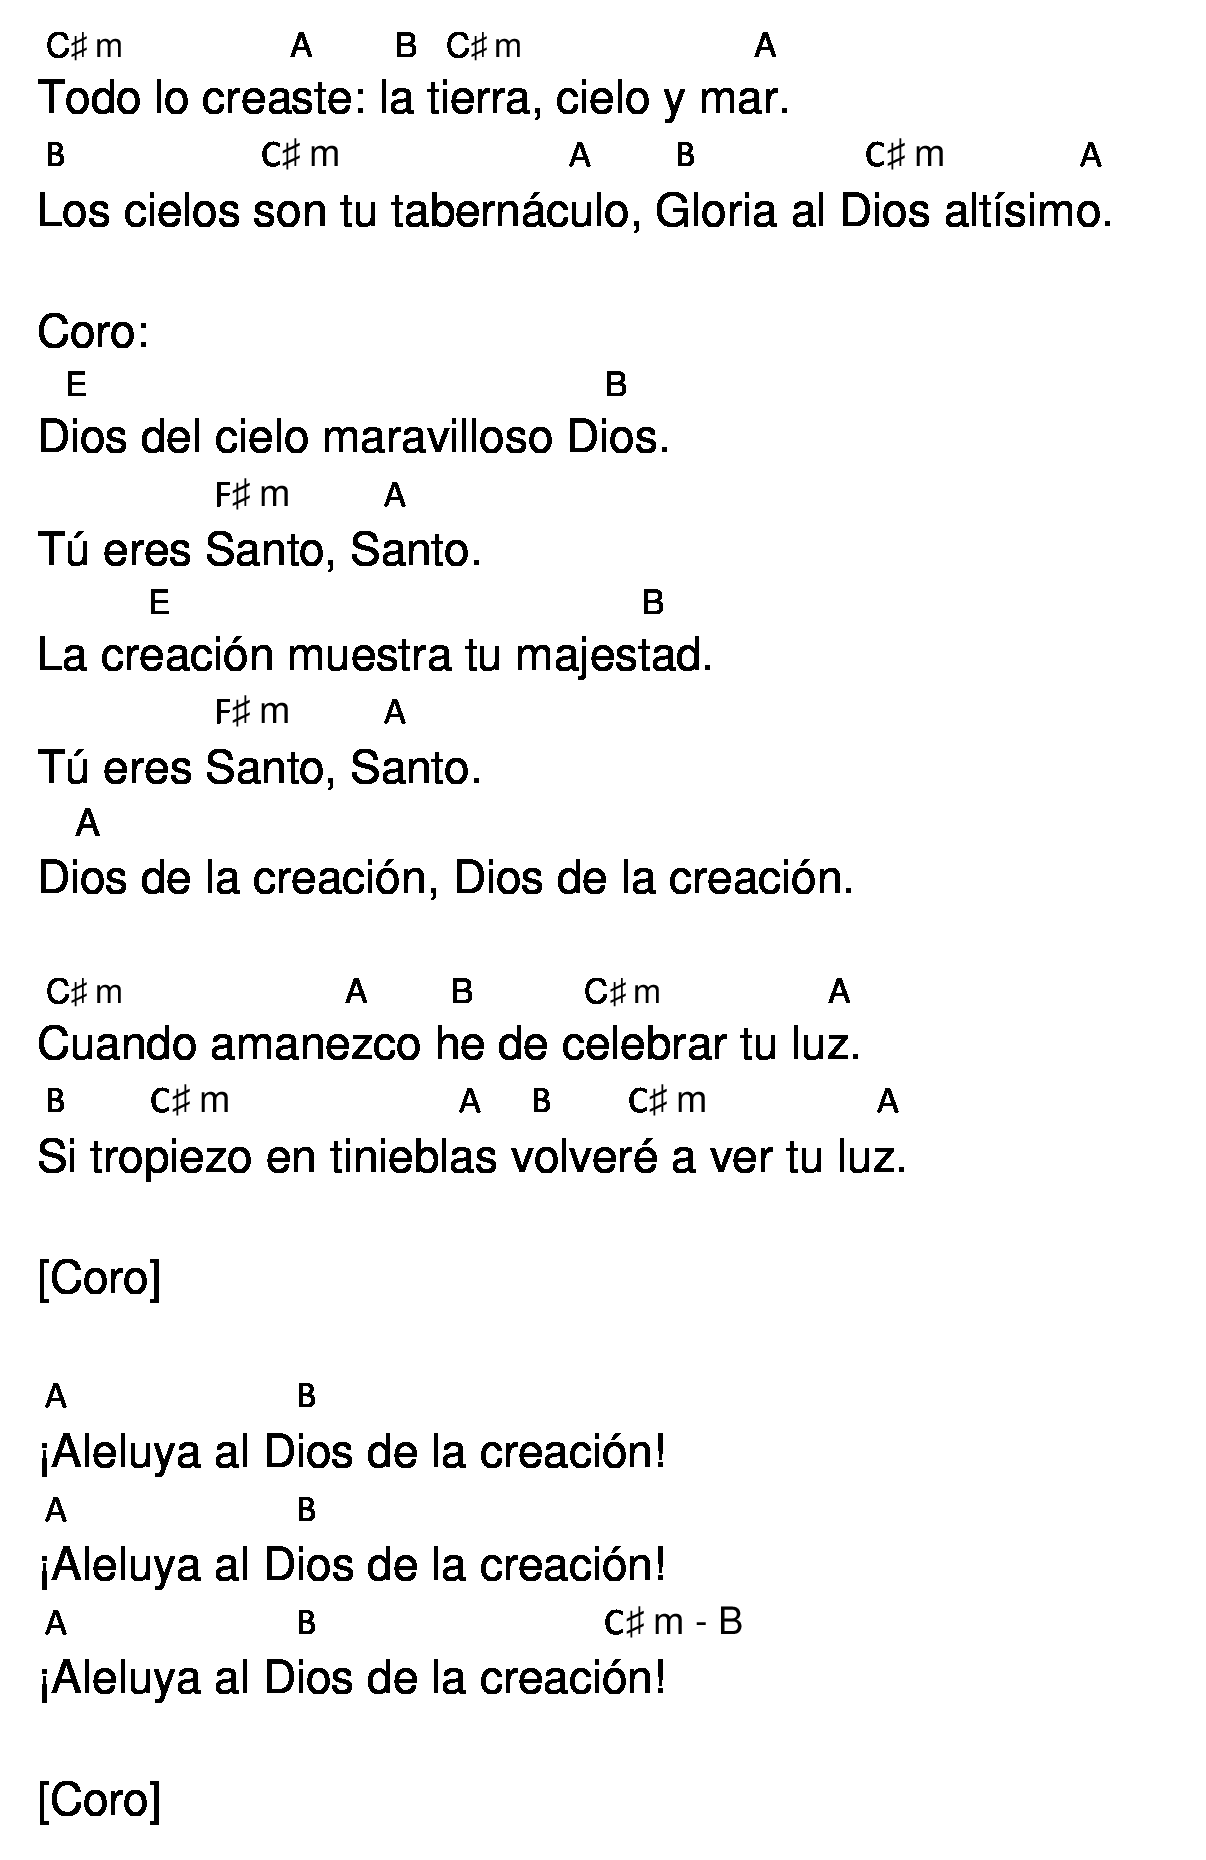 C♯ m A B C♯ m A
Todo lo creaste: la tierra, cielo y mar.
B C♯ m A B C♯ m A
Los cielos son tu tabernáculo, Gloria al Dios altísimo.
Coro:
E B
Dios del cielo maravilloso Dios.
F♯ m A
Tú eres Santo, Santo.
E B
La creación muestra tu majestad.
F♯ m A
Tú eres Santo, Santo.
A
Dios de la creación, Dios de la creación.
C♯ m A B C♯ m A
Cuando amanezco he de celebrar tu luz.
B C♯ m A B C♯ m A
Si tropiezo en tinieblas volveré a ver tu luz.
[Coro]
A B
¡Aleluya al Dios de la creación!
A B
¡Aleluya al Dios de la creación!
A B C♯ m - B
¡Aleluya al Dios de la creación!
[Coro]